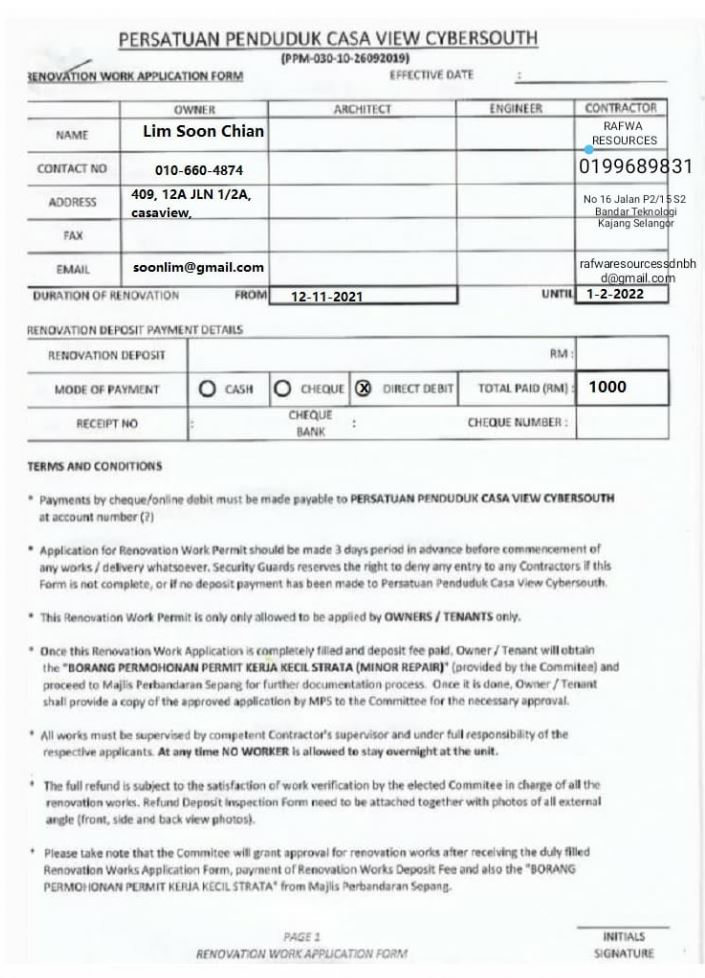 PERSATUAN PENDUDUK CASA VIEW CYBERSOUTH
(PPM-030-10-26092019)
RENOVATION WORK APPLICATION FORM EFFECTIVE DATE :
OWNER ARCHITECT ENGINEER CONTRACTOR
NAME Lim Soon Chian RAFWA
RESOURCES
CONTACT NO 010-660-4874 0199689831
ADDRESS 409, 12A JLN 1/2A,
casaview,
No 16 Jalan P2/15 S2
Bandar Teknologi
Kajang Selangor
FAX
EMAIL soonlim@gmail.com rafwaresourcessdnbh
d@gmail.com
DURATION OF RENOVATION FROM 12-11-2021 UNTIL 1-2-2022
RENOVATION DEPOSIT PAYMENT DETAILS
RENOVATION DEPOSIT RM :
MODE OF PAYMENT CASH CHEQUE DIRECT DEBIT TOTAL PAID (RM) : 1000
RECEIPT NO : CHEQUE
BANK : CHEQUE NUMBER :
TERMS AND CONDITIONS
* Payments by cheque/online debit must be made payable to PERSATUAN PENDUDUK CASA VIEW CYBERSOUTH
at account number (?)
* Application for Renovation Work Permit should be made 3 days period in advance before commencement of
any works / delivery whatsoever. Security Guards reserves the right to deny any entry to any Contractors if this
Form is not complete, or if no deposit payment has been made to Persatuan Penduduk Casa View Cybersouth.
* This Renovation Work Permit is only only allowed to be applied by OWNERS / TENANTS only.
* Once this Renovation Work Application is completely filled and deposit fee paid, Owner / Tenant will obtain
the "BORANG PERMOHONAN PERMIT KERJA KECIL STRATA (MINOR REPAIR)" (provided by the Commitee) and
proceed to Majlis Perbandaran Sepang for further documentation process. Once it is done, Owner / Tenant
shall provide a copy of the approved application by MPS to the Committee for the necessary approval.
* All works must be supervised by competent Contractor's supervisor and under full responsibility of the
respective applicants. At any time NO WORKER is allowed to stay overnight at the unit.
* The full refund is subject to the satisfaction of work verification by the elected Commitee in charge of all the
renovation works. Refund Deposit Inspection Form need to be attached together with photos of all external
angle (front, side and back view photos).
* Please take note that the Commitee will grant approval for renovation works after receiving the duly filled
Renovation Works Application Form, payment of Renovation Works Deposit Fee and also the "BORANG
PERMOHONAN PERMIT KERJA KECIL STRATA" from Majlis Perbandaran Sepang.
PAGE 1
RENOVATION WORK APPLICATION FORM
INITIALS
SIGNATURE